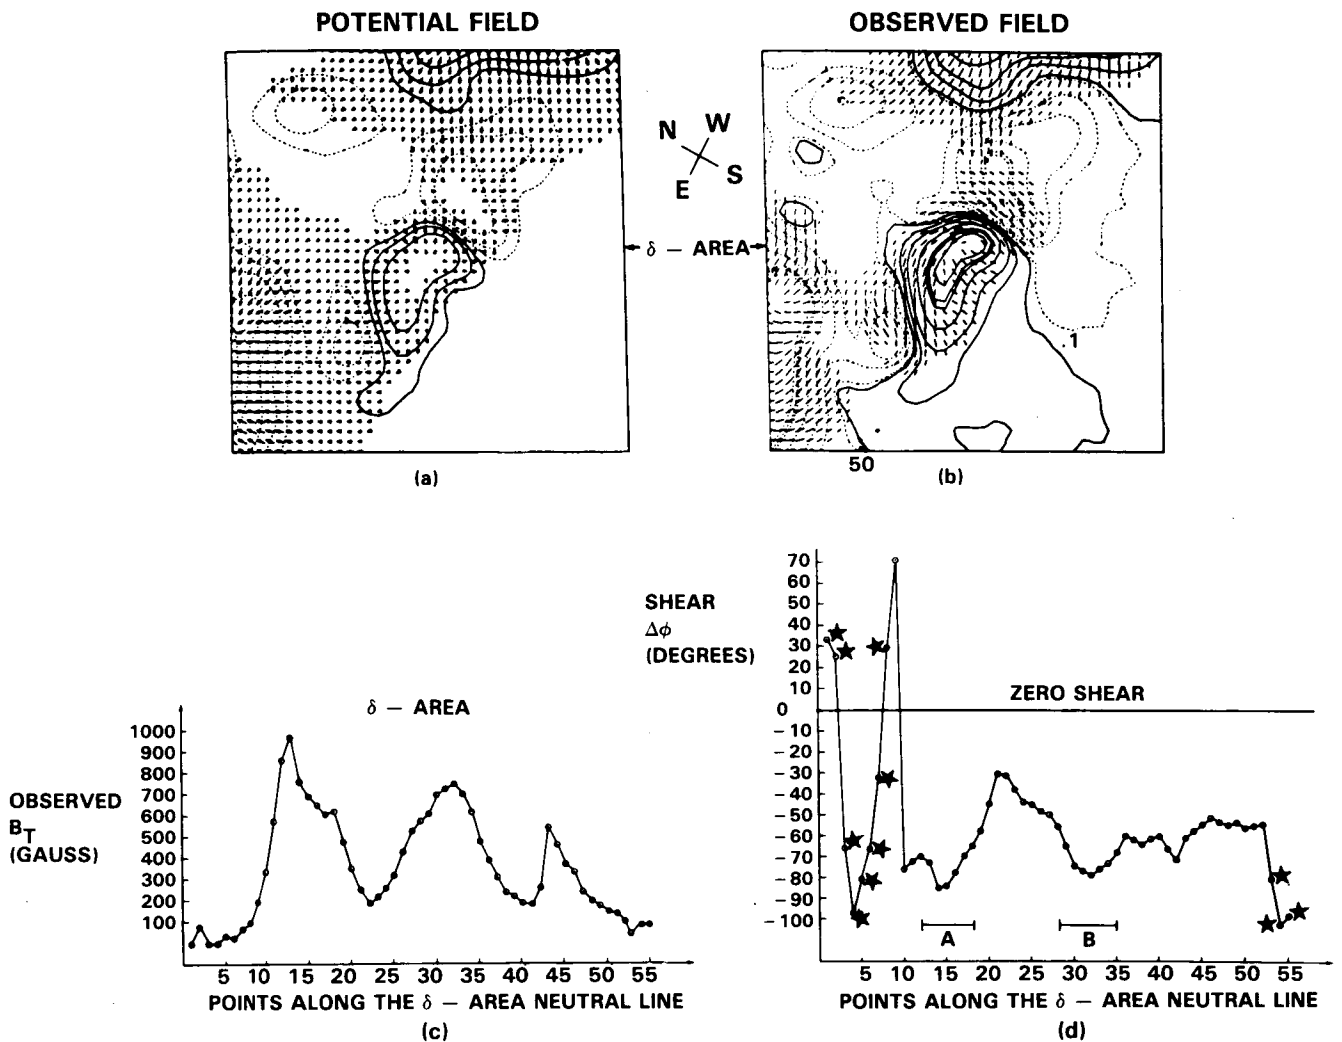 POTENTIAL FIELD
OBSERVED FIELD
N W
E S
δ – AREA
.1
50
(a)
(b)
δ – AREA
OBSERVED
B_T
(GAUSS)
1000
900
800
700
600
500
400
300
200
100
5 10 15 20 25 30 35 40 45 50 55
POINTS ALONG THE δ – AREA NEUTRAL LINE
(c)
SHEAR
Δϕ
(DEGREES)
70
60
50
40
30
20
10
0
-10
-20
-30
-40
-50
-60
-70
-80
-90
-100
ZERO SHEAR
A
B
5 10 15 20 25 30 35 40 45 50 55
POINTS ALONG THE δ – AREA NEUTRAL LINE
(d)